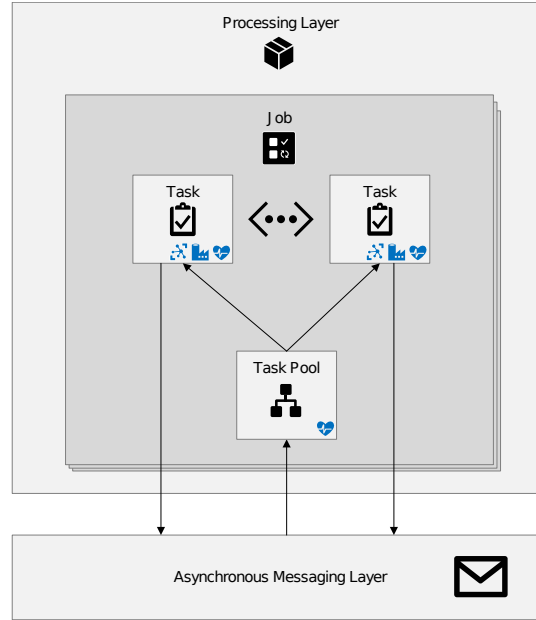 Processing Layer
Job
Task
Task
Task Pool
Asynchronous Messaging Layer